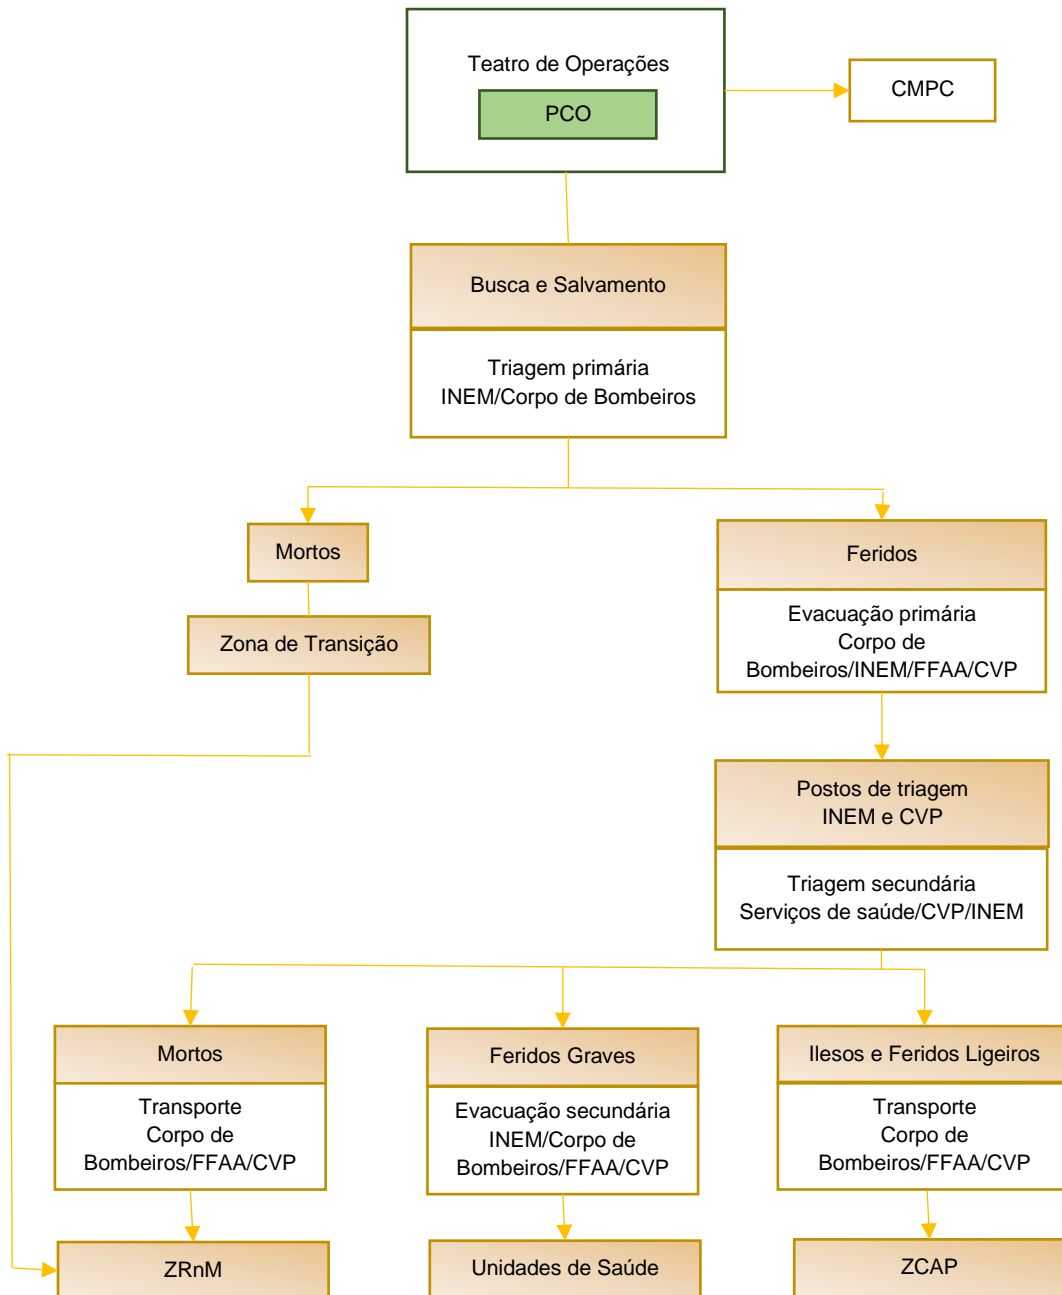 Teatro de Operações
PCO
CMPC
Busca e Salvamento
Triagem primária
INEM/Corpo de Bombeiros
Mortos
Zona de Transição
Feridos
Evacuação primária
Corpo de
Bombeiros/INEM/FFAA/CVP
Postos de triagem
INEM e CVP
Triagem secundária
Serviços de saúde/CVP/INEM
Mortos
Transporte
Corpo de
Bombeiros/FFAA/CVP
Feridos Graves
Evacuação secundária
INEM/Corpo de
Bombeiros/FFAA/CVP
Ilesos e Feridos Ligeiros
Transporte
Corpo de
Bombeiros/FFAA/CVP
ZRnM
Unidades de Saúde
ZCAP